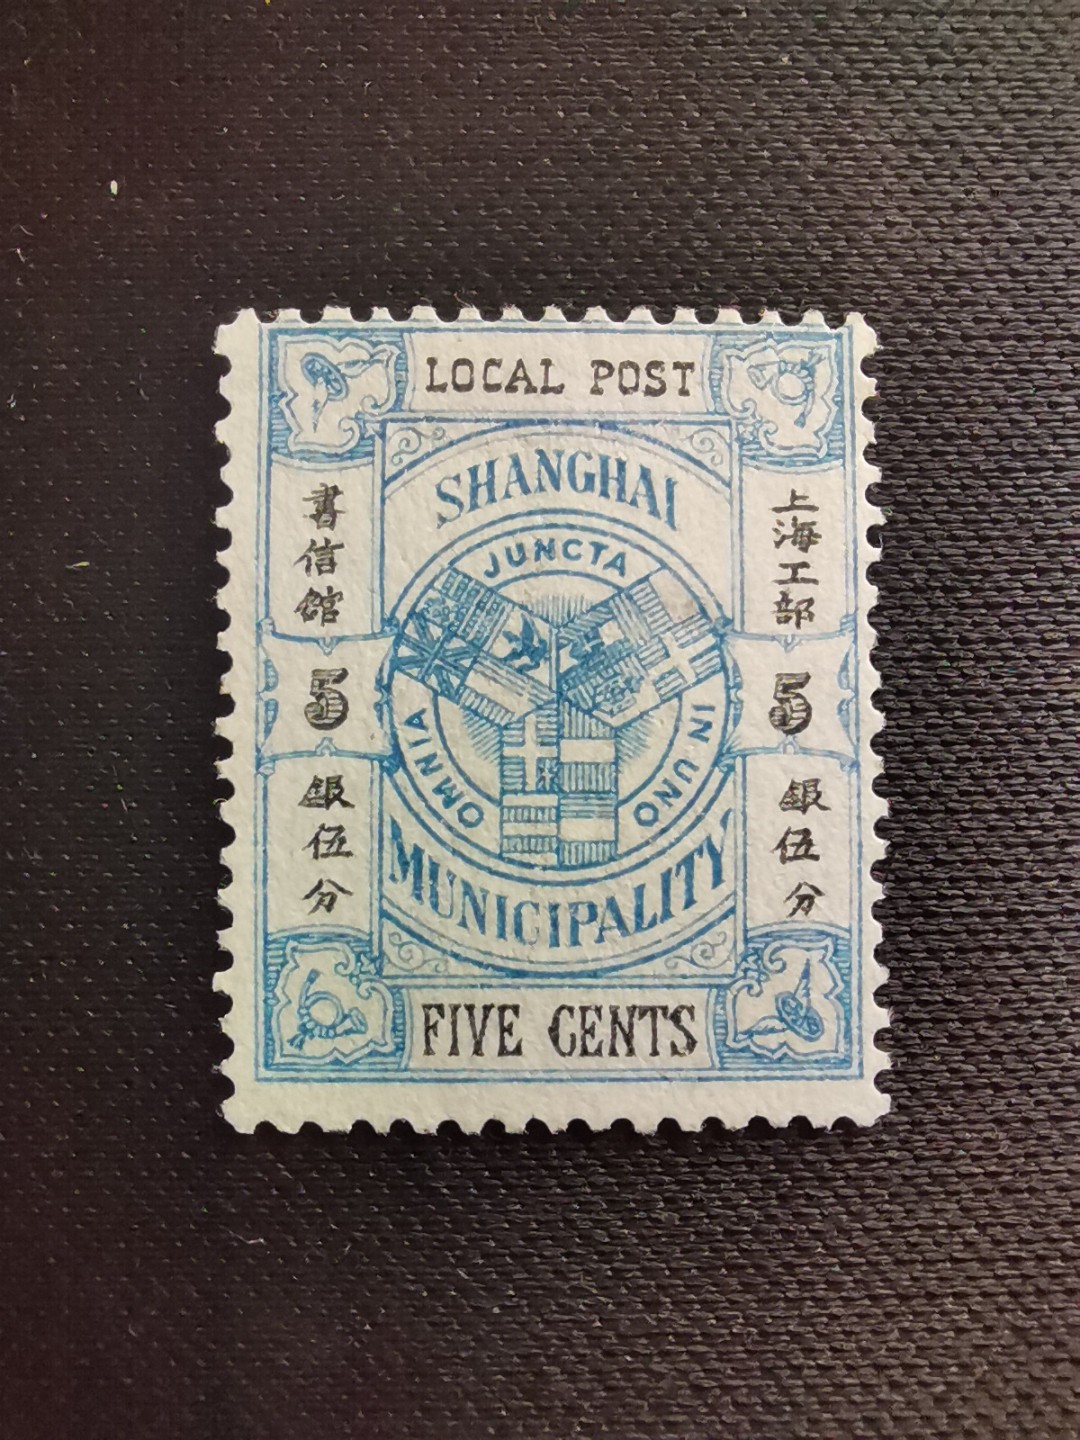 LOCAL POST
SHANGHAI
OMNIA JUNCTA IN UNO
MUNICIPALITY
上海工部
書信館
5
5
銀伍分
銀伍分
FIVE CENTS